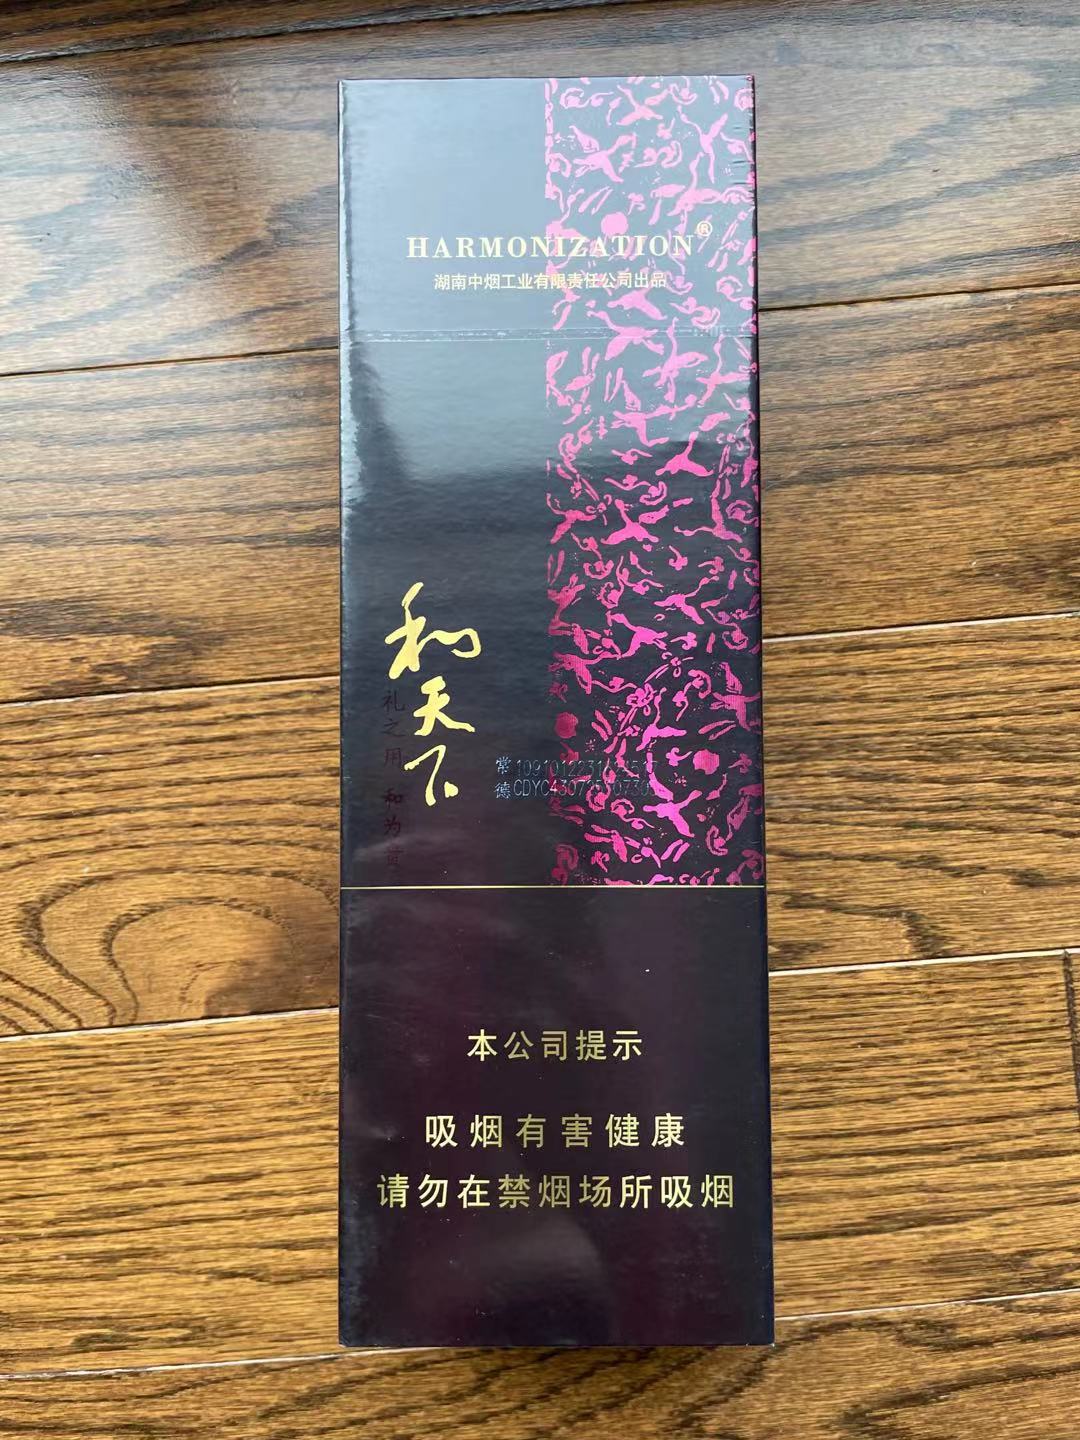 HARMONIZATION®
湖南中烟工业有限责任公司出品
和天下
礼之用 和为贵
常
德
本公司提示
吸烟有害健康
请勿在禁烟场所吸烟